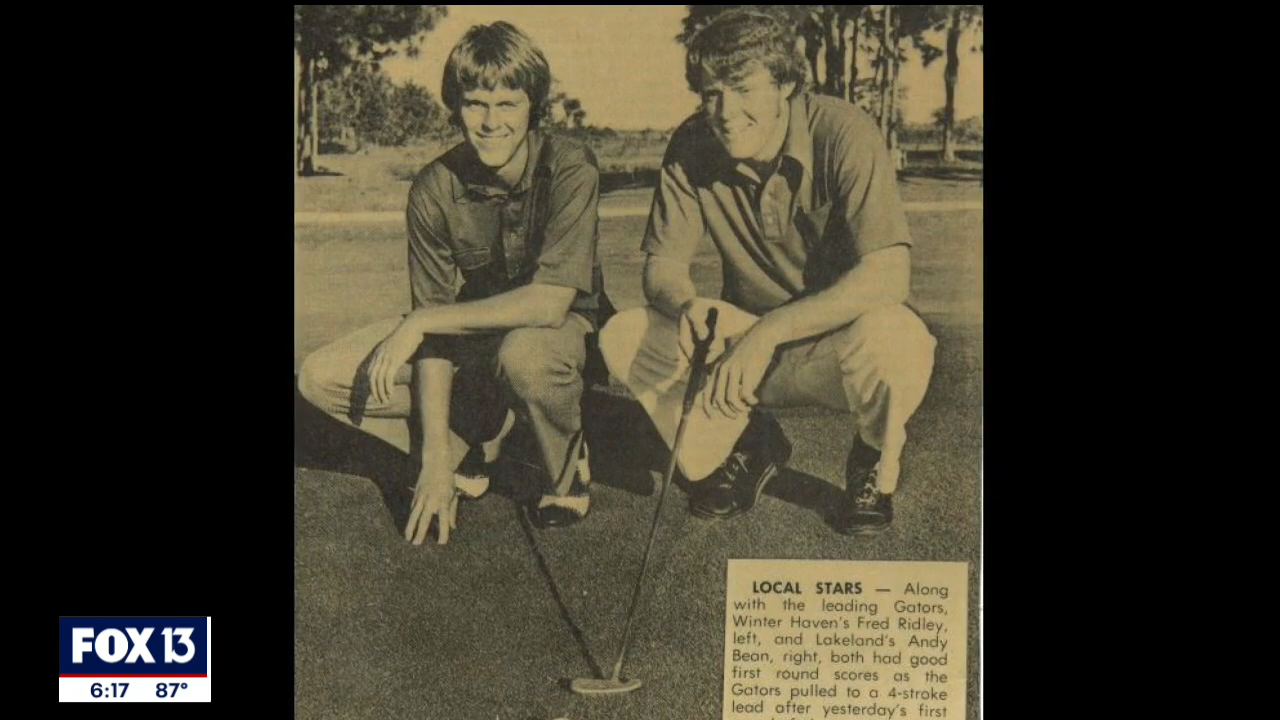 LOCAL STARS — Along
with the leading Gators,
Winter Haven's Fred Ridley,
left, and Lakeland's Andy
Bean, right, both had good
first round scores as the
Gators pulled to a 4-stroke
lead after yesterday's first
FOX 13
6:17 87°